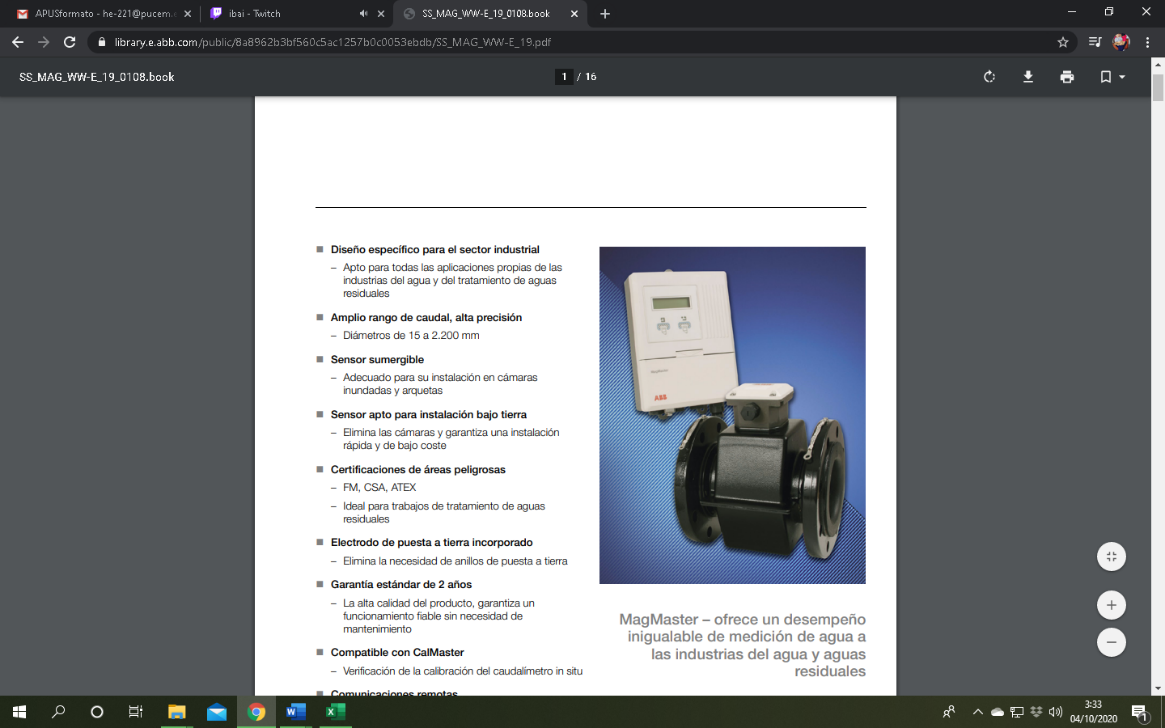 APUSformato - he-221@pucem.
ibai - Twitch
SS_MAG_WW-E_19_0108.book
library.e.abb.com/public/8a8962b3bf560c5ac1257b0c0053ebdb/SS_MAG_WW-E_19.pdf
SS_MAG_WW-E_19_0108.book
1 / 16
■ Diseño específico para el sector industrial
– Apto para todas las aplicaciones propias de las
industrias del agua y del tratamiento de aguas
residuales
■ Amplio rango de caudal, alta precisión
– Diámetros de 15 a 2.200 mm
■ Sensor sumergible
– Adecuado para su instalación en cámaras
inundadas y arquetas
■ Sensor apto para instalación bajo tierra
– Elimina las cámaras y garantiza una instalación
rápida y de bajo coste
■ Certificaciones de áreas peligrosas
– FM, CSA, ATEX
– Ideal para trabajos de tratamiento de aguas
residuales
■ Electrodo de puesta a tierra incorporado
– Elimina la necesidad de anillos de puesta a tierra
■ Garantía estándar de 2 años
– La alta calidad del producto, garantiza un
funcionamiento fiable sin necesidad de
mantenimiento
■ Compatible con CalMaster
– Verificación de la calibración del caudalímetro in situ
■ Comunicaciones remotas
MagMaster
ABB
MagMaster – ofrece un desempeño
inigualable de medición de agua a
las industrias del agua y aguas
residuales
3:33
04/10/2020
1